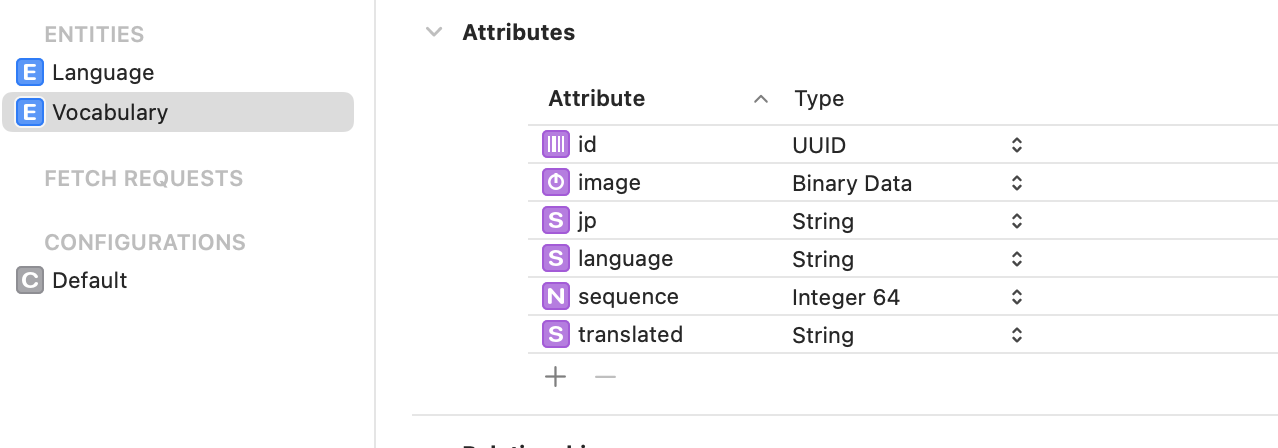 ENTITIES
E Language
E Vocabulary
FETCH REQUESTS
CONFIGURATIONS
C Default
Attributes
Attribute Type
id UUID
image Binary Data
S jp String
S language String
N sequence Integer 64
S translated String